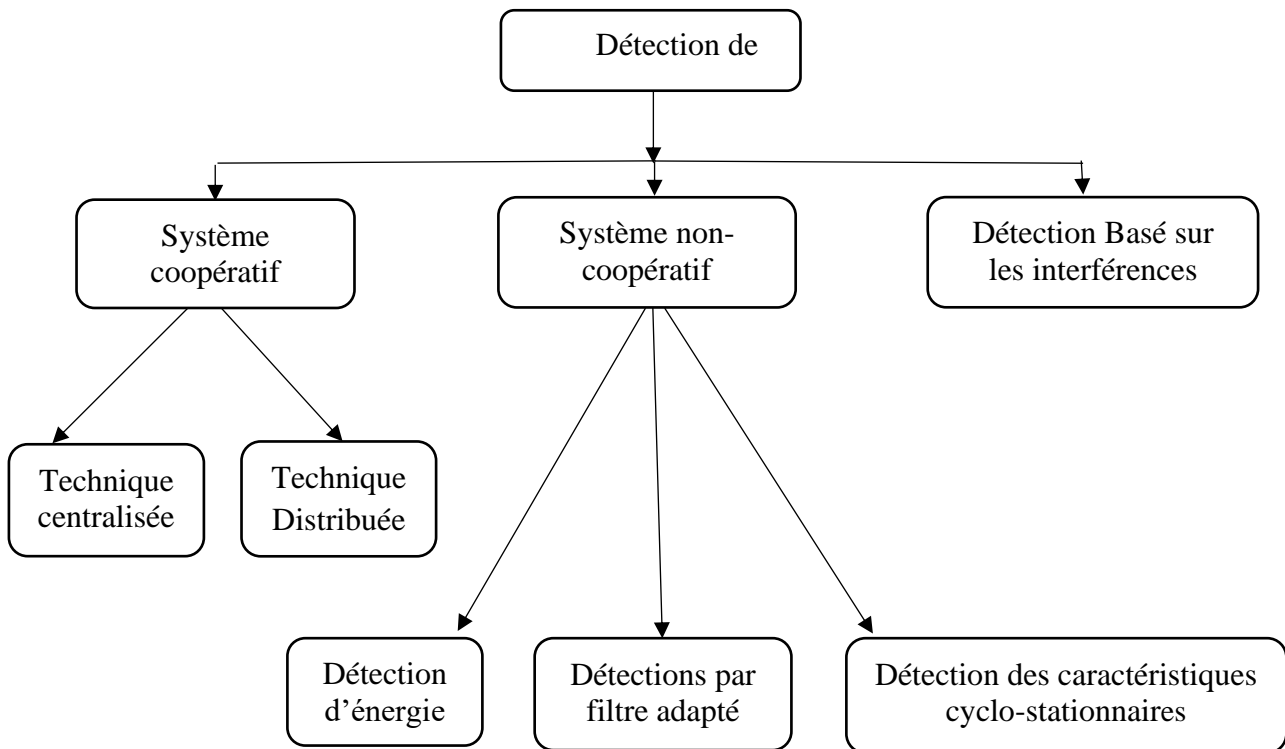 Détection de
Système
coopératif
Système non-
coopératif
Détection Basé sur
les interférences
Technique
centralisée
Technique
Distribuée
Détection
d’énergie
Détections par
filtre adapté
Détection des caractéristiques
cyclo-stationnaires